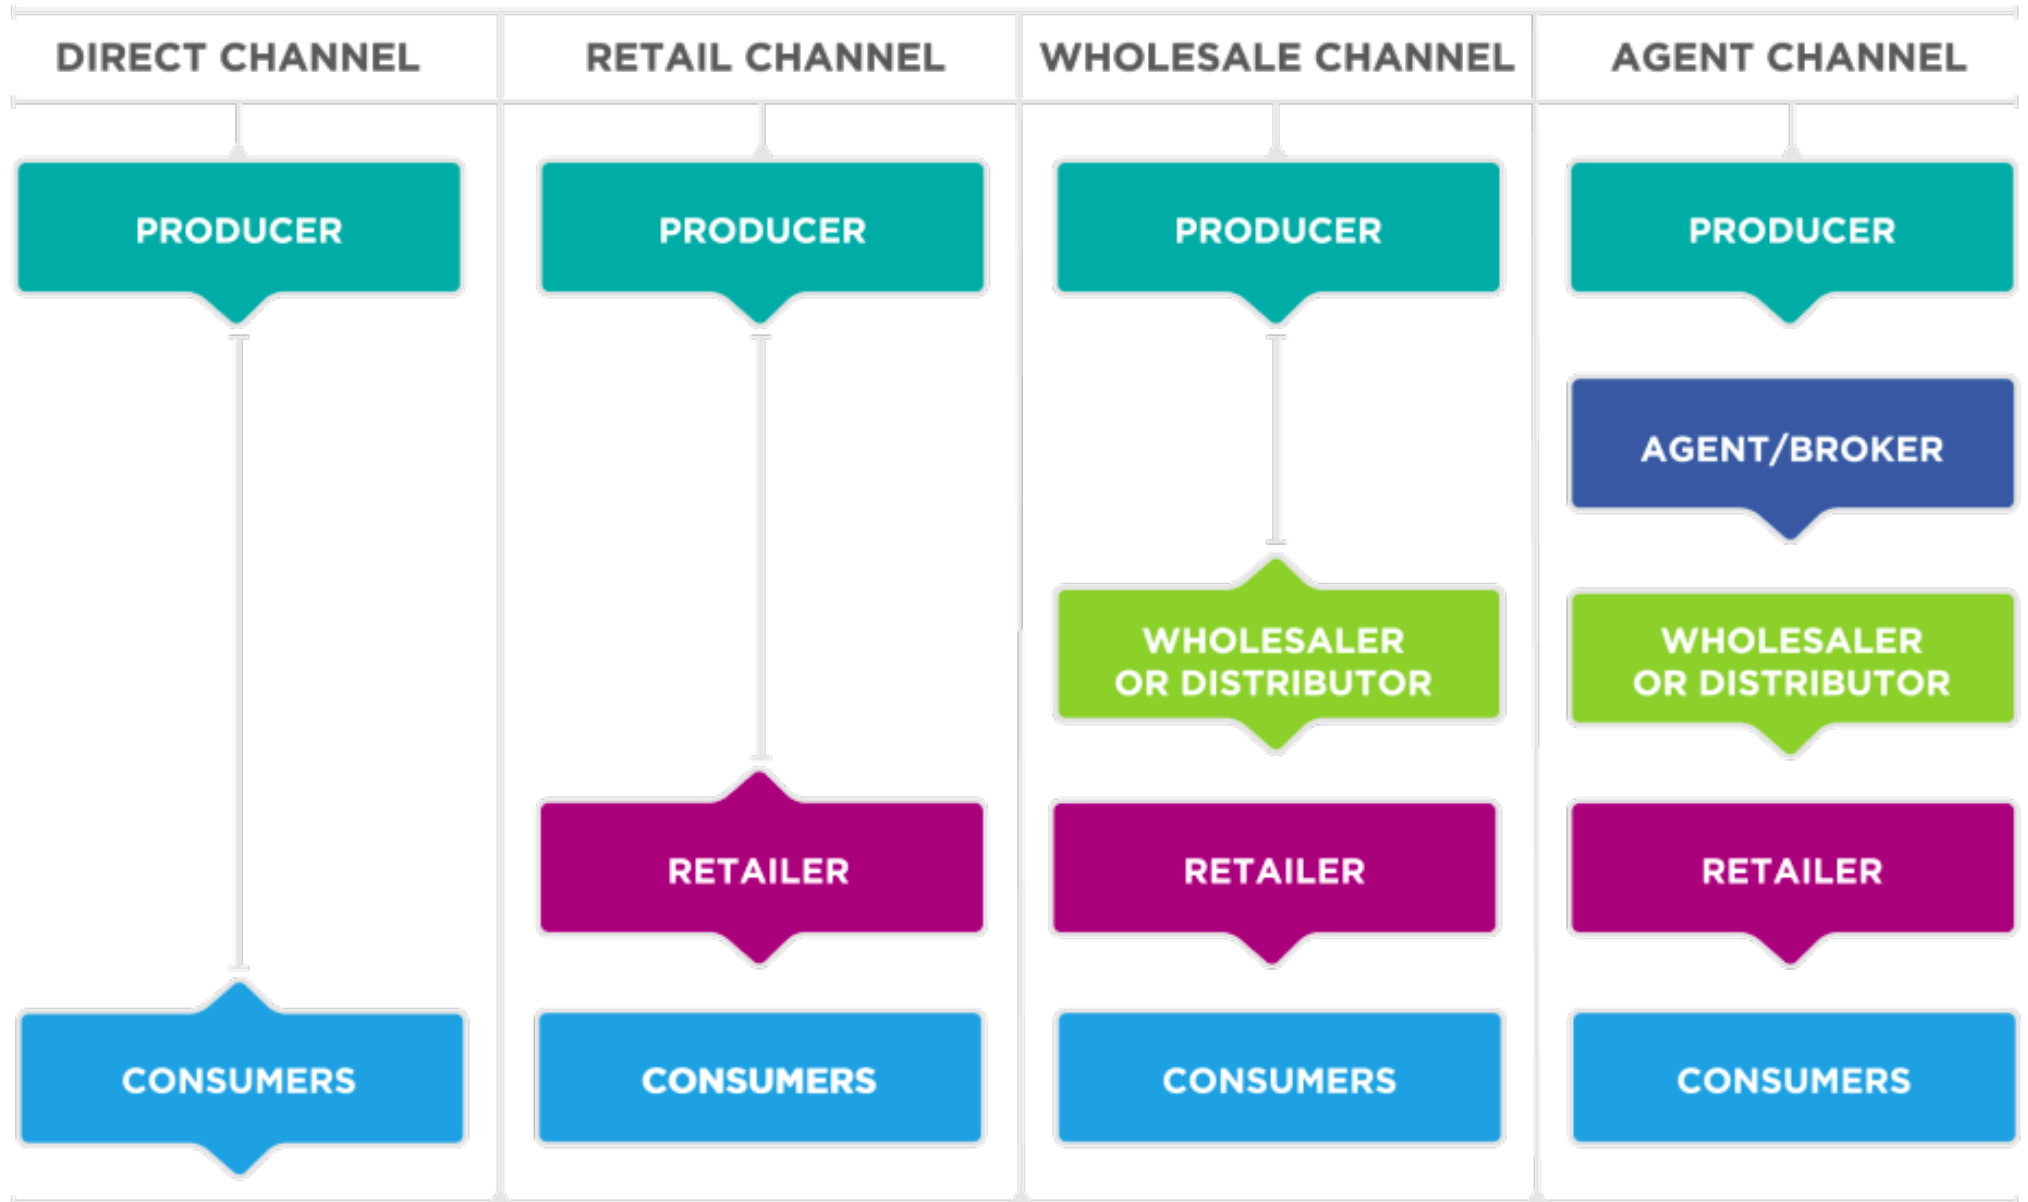 DIRECT CHANNEL
RETAIL CHANNEL
WHOLESALE CHANNEL
AGENT CHANNEL
PRODUCER
PRODUCER
PRODUCER
PRODUCER
AGENT/BROKER
WHOLESALER
OR DISTRIBUTOR
WHOLESALER
OR DISTRIBUTOR
RETAILER
RETAILER
RETAILER
CONSUMERS
CONSUMERS
CONSUMERS
CONSUMERS